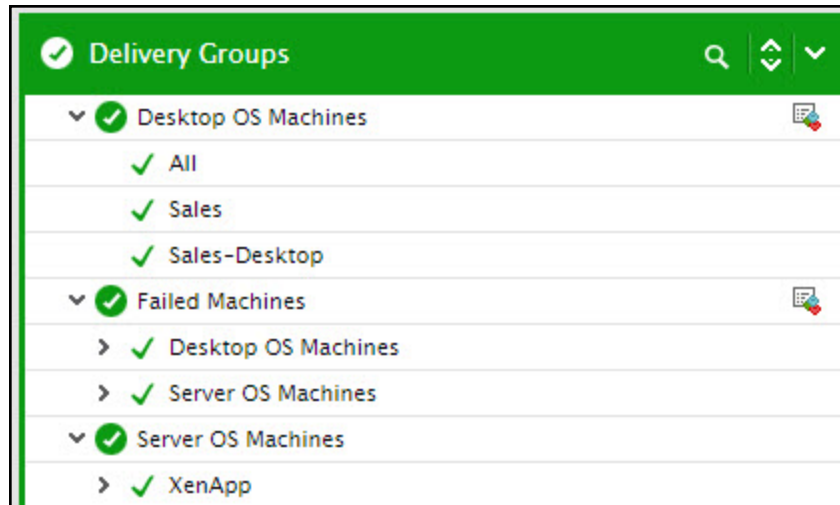 Delivery Groups
Desktop OS Machines
All
Sales
Sales-Desktop
Failed Machines
Desktop OS Machines
Server OS Machines
Server OS Machines
XenApp